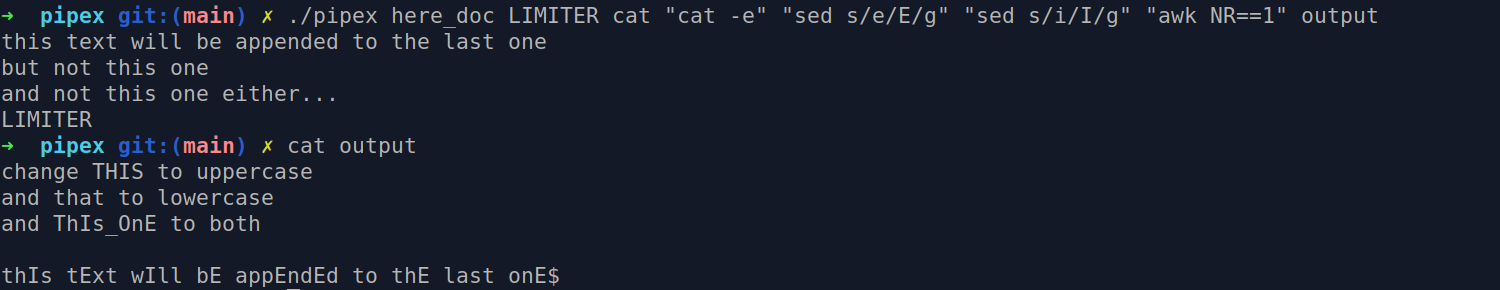 ➜  pipex git:(main) ✗ ./pipex here_doc LIMITER cat "cat -e" "sed s/e/E/g" "sed s/i/I/g" "awk NR==1" output
this text will be appended to the last one
but not this one
and not this one either...
LIMITER
➜  pipex git:(main) ✗ cat output
change THIS to uppercase
and that to lowercase
and ThIs_OnE to both

thIs tExt wIll bE appEndEd to thE last onE$